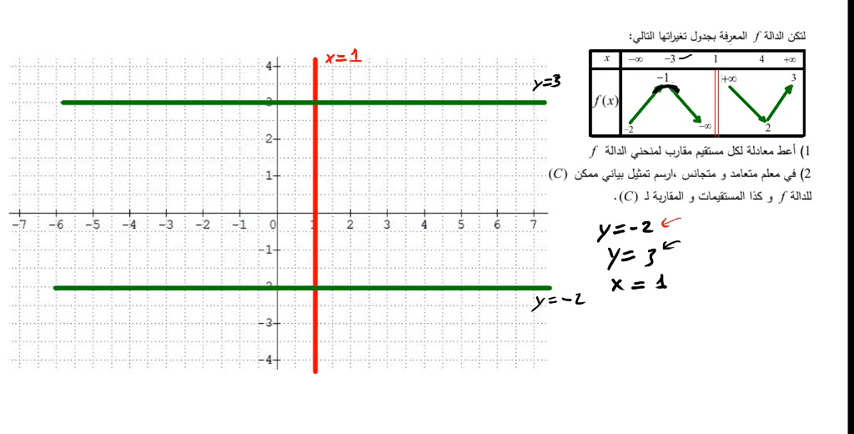 لتكن الدالة f المعرفة بجدول تغيراتها التالي:
x −∞ −3 1 4 +∞
f(x) −2 −1 −∞ +∞ 2 3
1) أعط معادلة لكل مستقيم مقارب لمنحني الدالة f
2) في معلم متعامد و متجانس ،ارسم تمثيل بياني ممكن (C)
للدالة f و كذا المستقيمات و المقاربة لـ (C).
y=-2
y=3
x=1
x=1
y=3
y=-2
4
3
2
1
-7 -6 -5 -4 -3 -2 -1 0 1 2 3 4 5 6 7
-1
-2
-3
-4